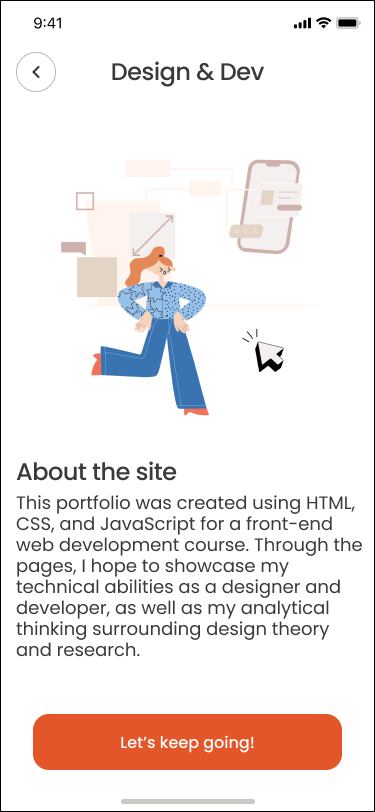 9:41
Design & Dev
About the site
This portfolio was created using HTML,
CSS, and JavaScript for a front-end
web development course. Through the
pages, I hope to showcase my
technical abilities as a designer and
developer, as well as my analytical
thinking surrounding design theory
and research.
Let’s keep going!